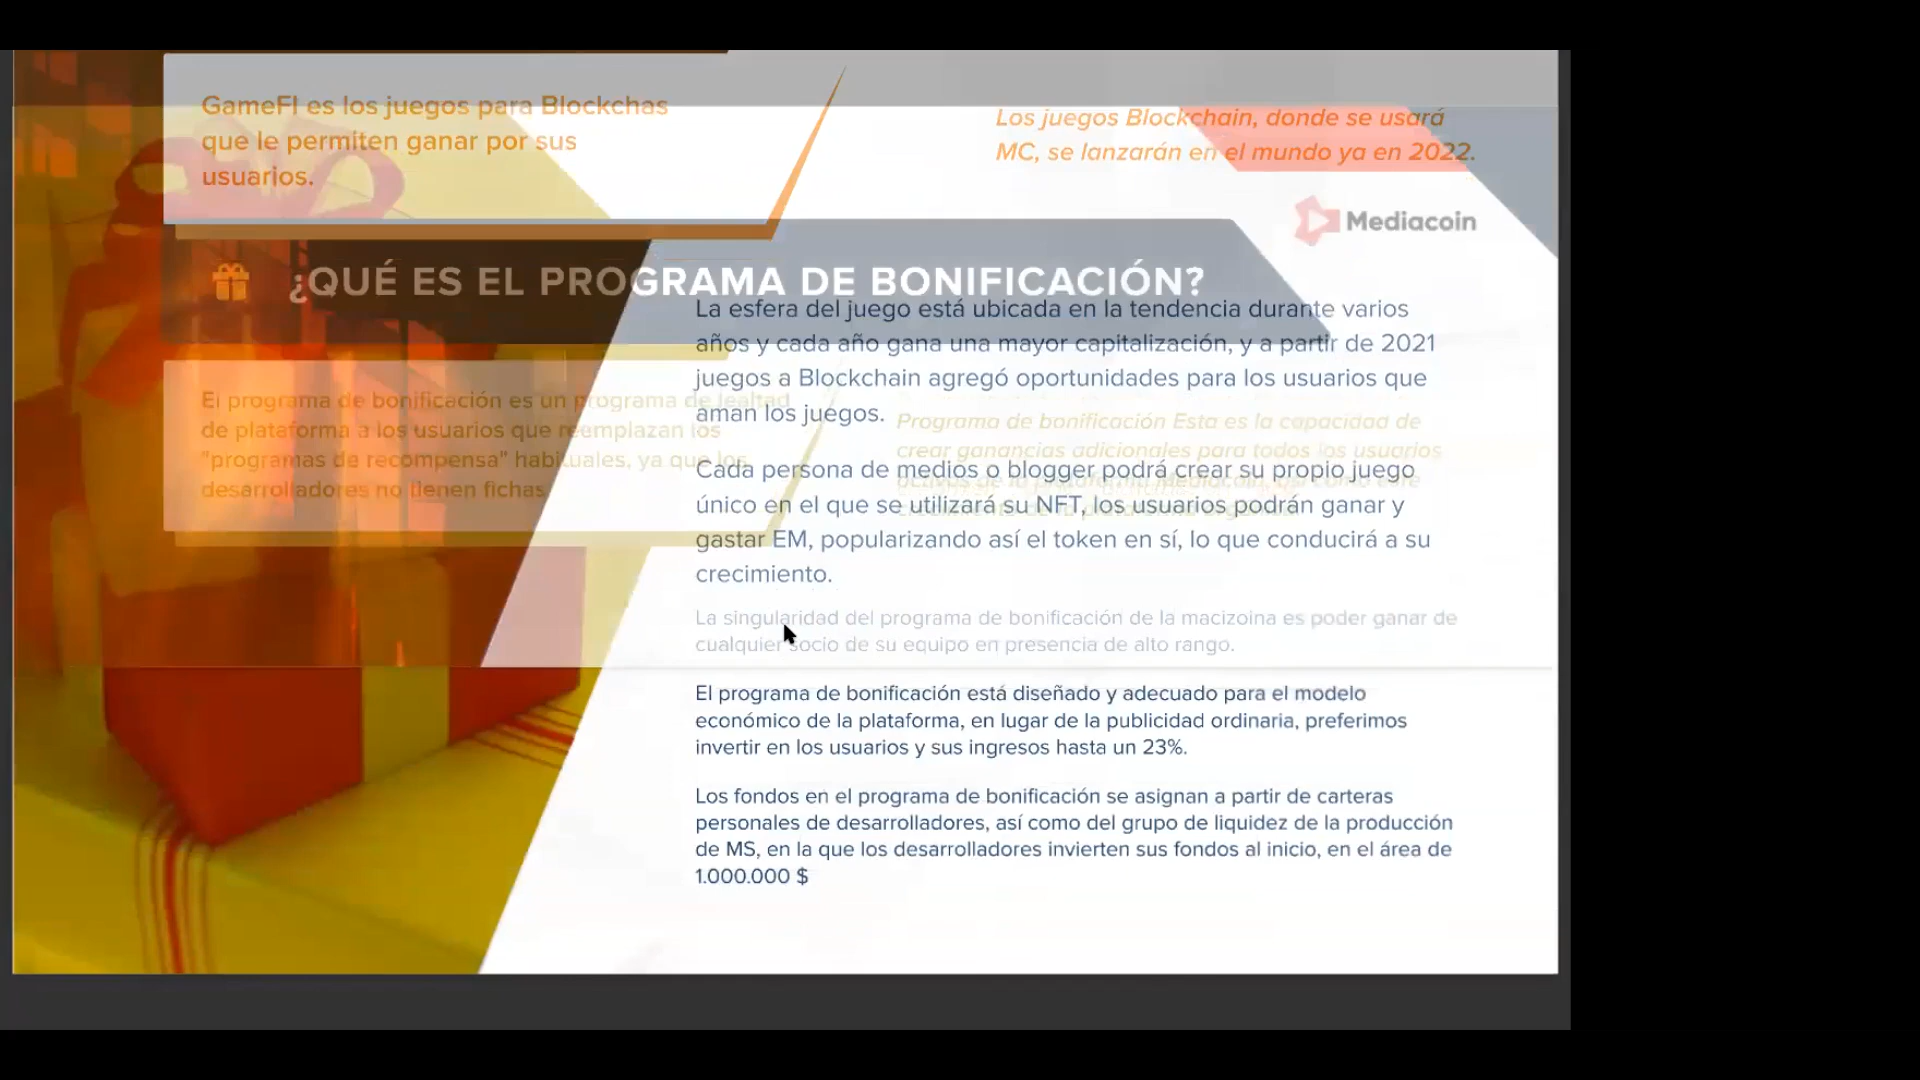 GameFI es los juegos para Blockchas
que le permiten ganar por sus
usuarios.
Los juegos Blockchain, donde se usará
MC, se lanzarán en el mundo ya en 2022.
Mediacoin
¿QUÉ ES EL PROGRAMA DE BONIFICACIÓN?
La esfera del juego está ubicada en la tendencia durante varios
años y cada año gana una mayor capitalización, y a partir de 2021
juegos a Blockchain agregó oportunidades para los usuarios que
aman los juegos.
El programa de bonificación es un programa de lealtad
de plataforma a los usuarios que reemplazan los
"programas de recompensa" habituales, ya que los
desarrolladores no tienen fichas
Programa de bonificación Esta es la capacidad de
crear ganancias adicionales para todos los usuarios
activos de la plataforma Mediacoin, así como
Cada persona de medios o blogger podrá crear su propio juego
único en el que se utilizará su NFT, los usuarios podrán ganar y
gastar EM, popularizando así el token en sí, lo que conducirá a su
crecimiento.
La singularidad del programa de bonificación de la macizoina es poder ganar de
cualquier socio de su equipo en presencia de alto rango.
El programa de bonificación está diseñado y adecuado para el modelo
económico de la plataforma, en lugar de la publicidad ordinaria, preferimos
invertir en los usuarios y sus ingresos hasta un 23%.
Los fondos en el programa de bonificación se asignan a partir de carteras
personales de desarrolladores, así como del grupo de liquidez de la producción
de MS, en la que los desarrolladores invierten sus fondos al inicio, en el área de
1.000.000 $